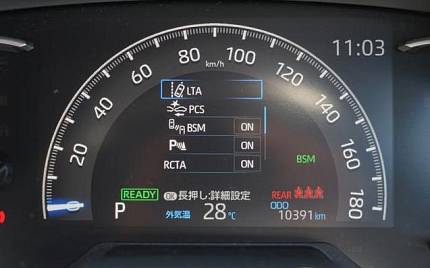 11:03
20 40 60 80 100 120 140 160 180
km/h
LTA
PCS
BSM ON
P ON
RCTA ON
BSM
READY
OK 長押し:詳細設定
REAR
P
外気温 28 ℃
ODO
10391 km